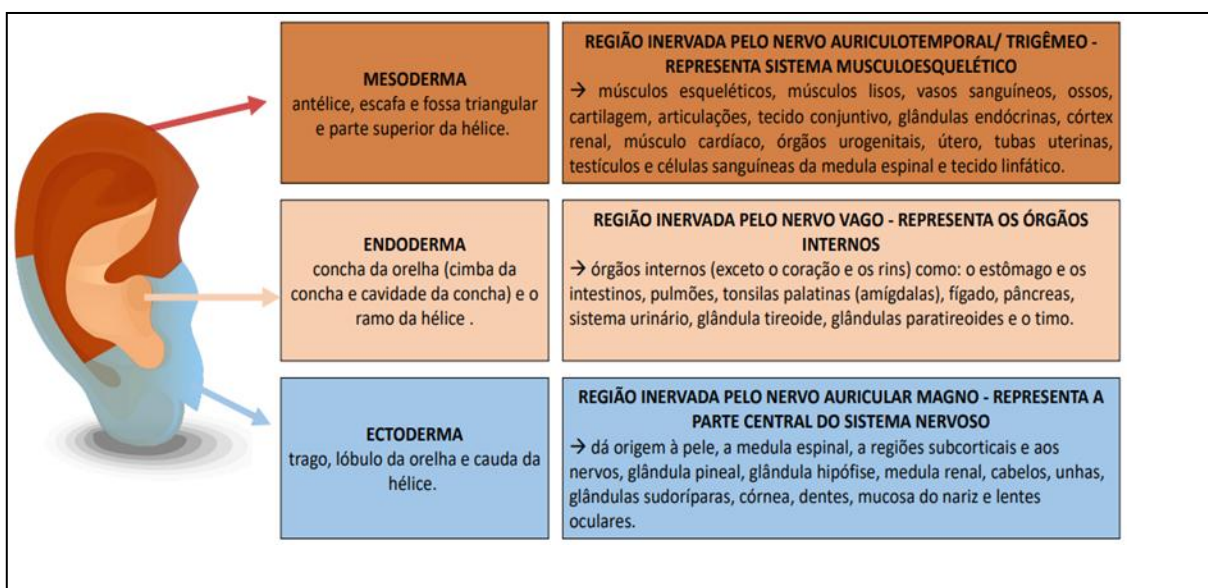 MESODERMA
antélice, escafa e fossa triangular
e parte superior da hélice.
REGIÃO INERVADA PELO NERVO AURICULOTEMPORAL/ TRIGÊMEO -
REPRESENTA SISTEMA MUSCULOESQUELÉTICO
→ músculos esqueléticos, músculos lisos, vasos sanguíneos, ossos,
cartilagem, articulações, tecido conjuntivo, glândulas endócrinas, córtex
renal, músculo cardíaco, órgãos urogenitais, útero, tubas uterinas,
testículos e células sanguíneas da medula espinal e tecido linfático.
ENDODERMA
concha da orelha (cimba da
concha e cavidade da concha) e o
ramo da hélice .
REGIÃO INERVADA PELO NERVO VAGO - REPRESENTA OS ÓRGÃOS
INTERNOS
→ órgãos internos (exceto o coração e os rins) como: o estômago e os
intestinos, pulmões, tonsilas palatinas (amígdalas), fígado, pâncreas,
sistema urinário, glândula tireoide, glândulas paratireoides e o timo.
ECTODERMA
trago, lóbulo da orelha e cauda da
hélice.
REGIÃO INERVADA PELO NERVO AURICULAR MAGNO - REPRESENTA A
PARTE CENTRAL DO SISTEMA NERVOSO
→ dá origem à pele, a medula espinal, a regiões subcorticais e aos
nervos, glândula pineal, glândula hipófise, medula renal, cabelos, unhas,
glândulas sudoríparas, córnea, dentes, mucosa do nariz e lentes
oculares.